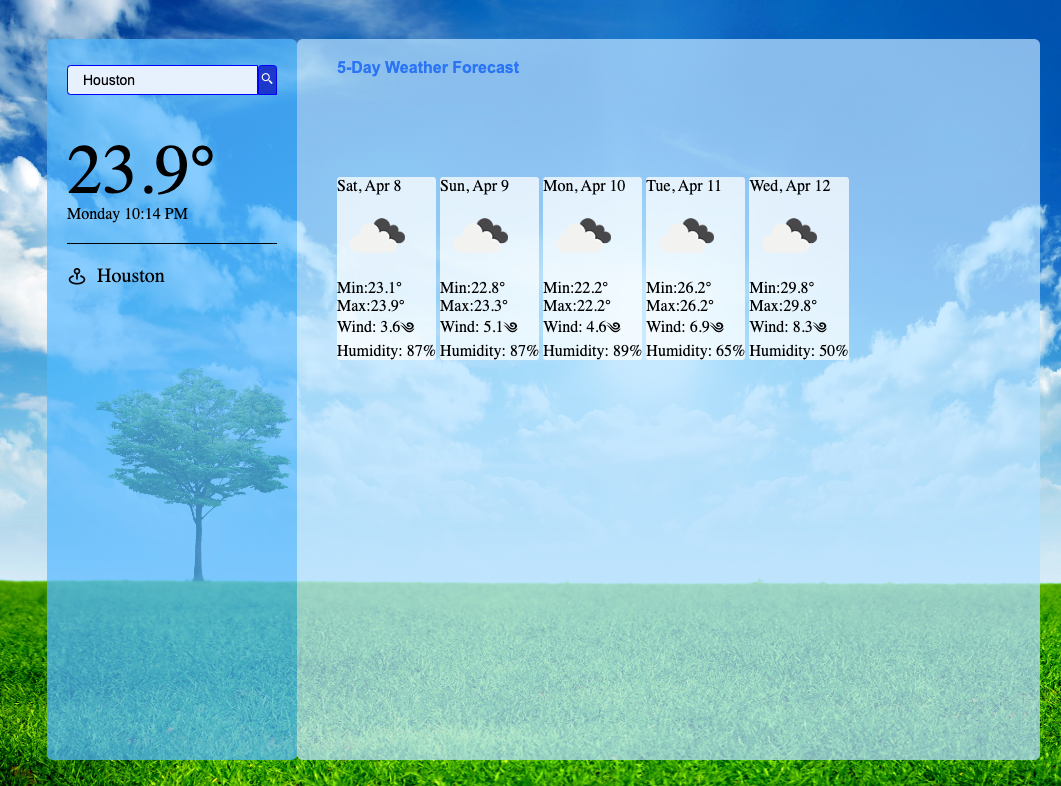 Houston
23.9°
Monday 10:14 PM
Houston
5-Day Weather Forecast
Sat, Apr 8
Min:23.1°
Max:23.9°
Wind: 3.6
Humidity: 87%
Sun, Apr 9
Min:22.8°
Max:23.3°
Wind: 5.1
Humidity: 87%
Mon, Apr 10
Min:22.2°
Max:22.2°
Wind: 4.6
Humidity: 89%
Tue, Apr 11
Min:26.2°
Max:26.2°
Wind: 6.9
Humidity: 65%
Wed, Apr 12
Min:29.8°
Max:29.8°
Wind: 8.3
Humidity: 50%